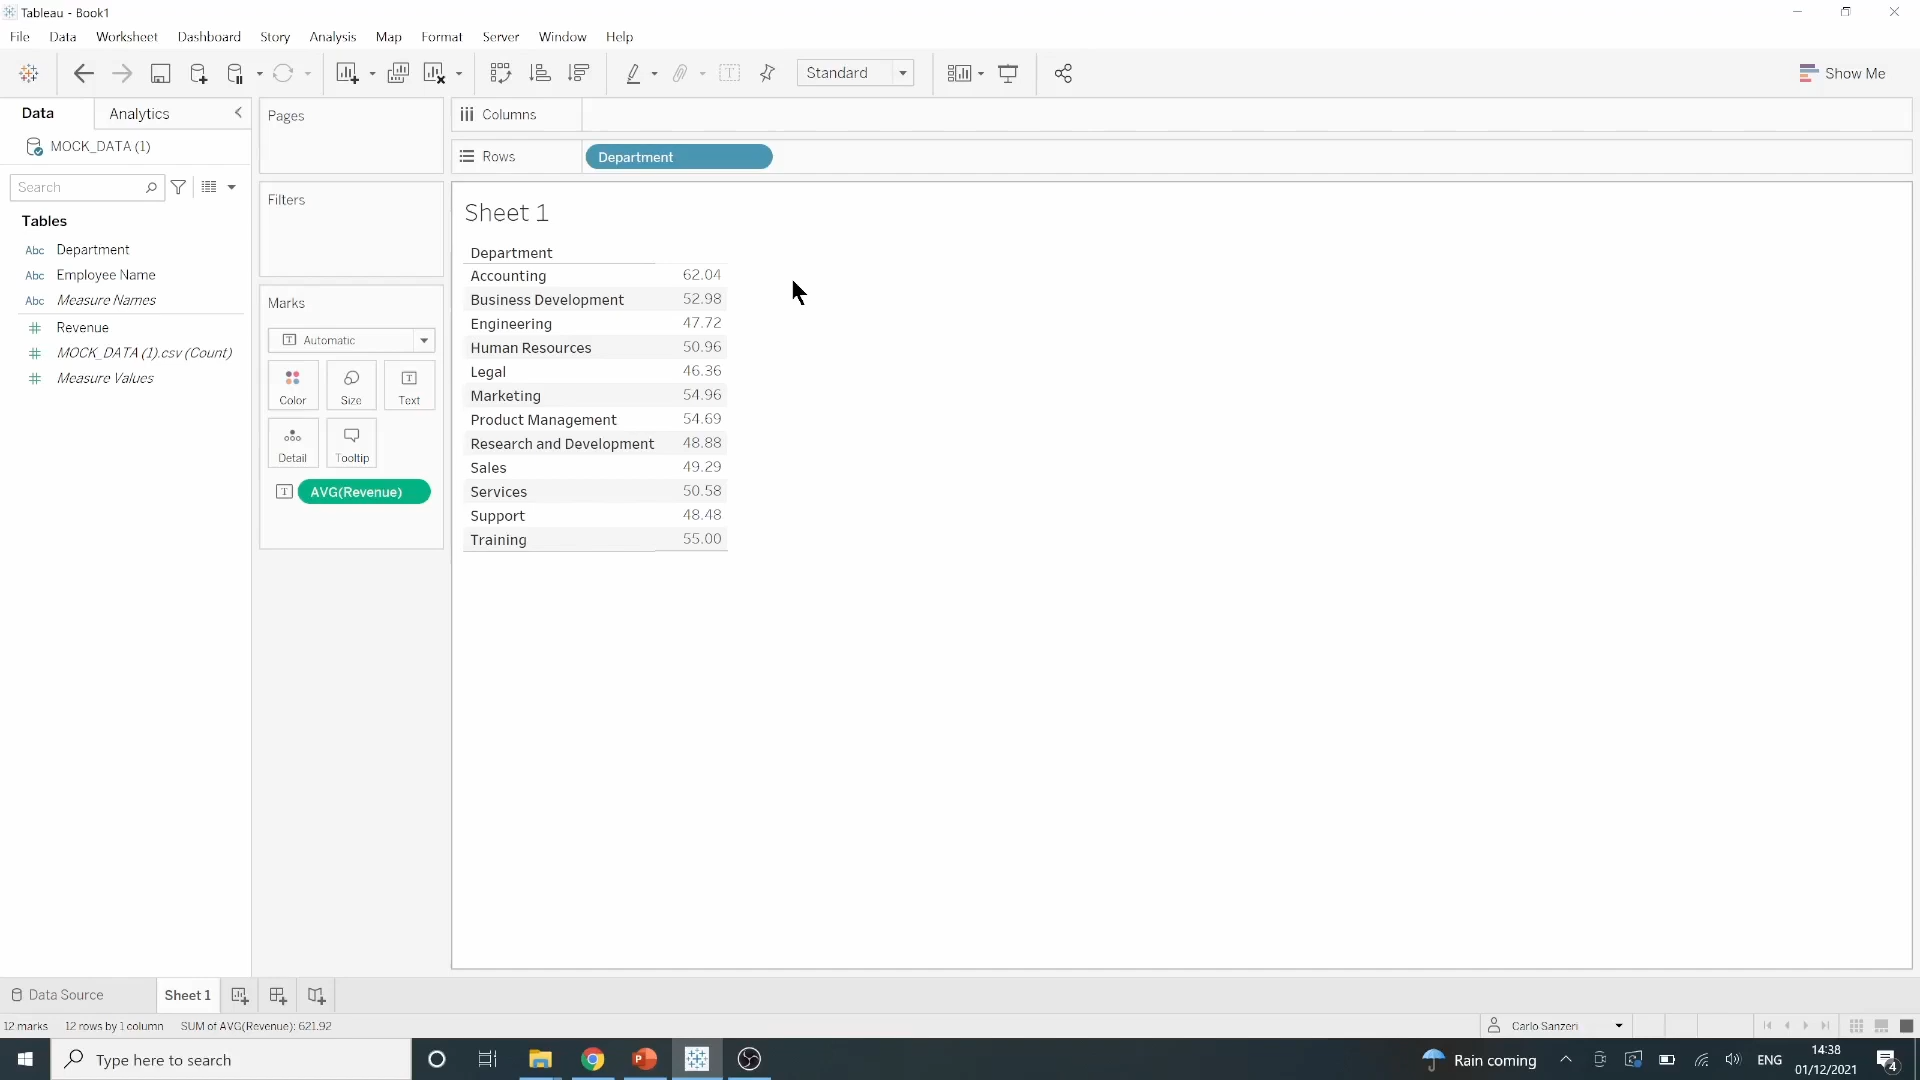 Tableau - Book1
File Data Worksheet Dashboard Story Analysis Map Format Server Window Help
Standard
Show Me
Data Analytics
Pages
Columns
MOCK_DATA (1)
Rows Department
Search
Filters
Sheet 1
Tables
Abc Department
Abc Employee Name
Abc Measure Names
Revenue
MOCK_DATA (1).csv (Count)
Measure Values
Marks
Automatic
Color Size Text
Detail Tooltip
AVG(Revenue)
Department
Accounting 62.04
Business Development 52.98
Engineering 47.72
Human Resources 50.96
Legal 46.36
Marketing 54.96
Product Management 54.69
Research and Development 48.88
Sales 49.29
Services 50.58
Support 48.48
Training 55.00
Data Source Sheet 1
12 marks 12 rows by 1 column SUM of AVG(Revenue): 621.92
Carlo Sanzeri
Type here to search
Rain coming
ENG
14:38
01/12/2021
4